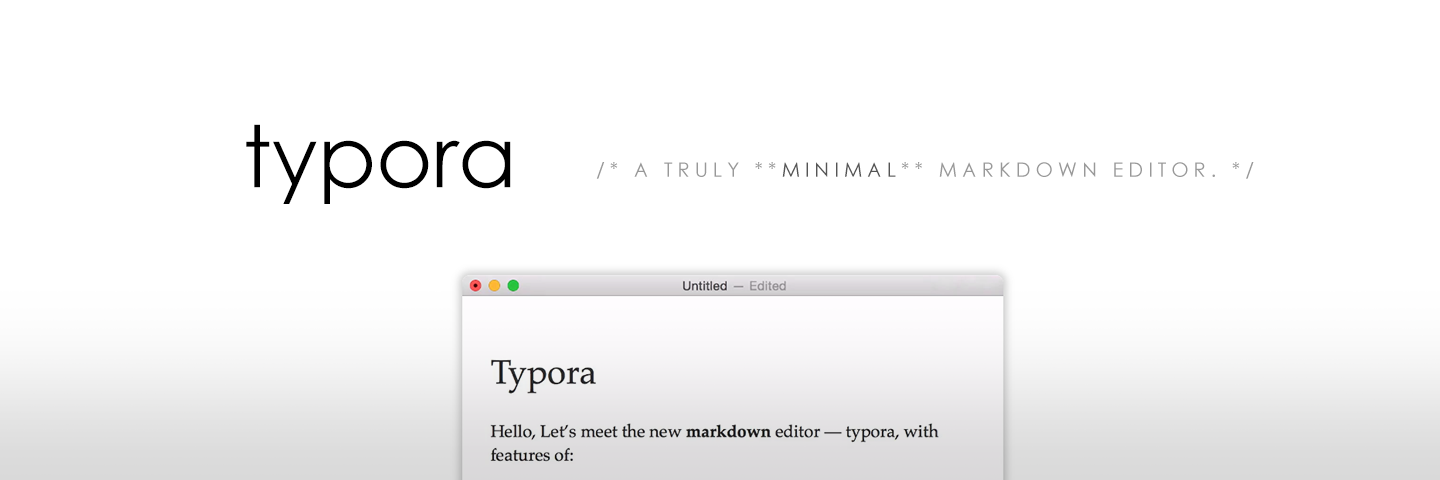 typora
/* A TRULY **MINIMAL** MARKDOWN EDITOR. */
Untitled — Edited
Typora
Hello, Let’s meet the new markdown editor — typora, with
features of: